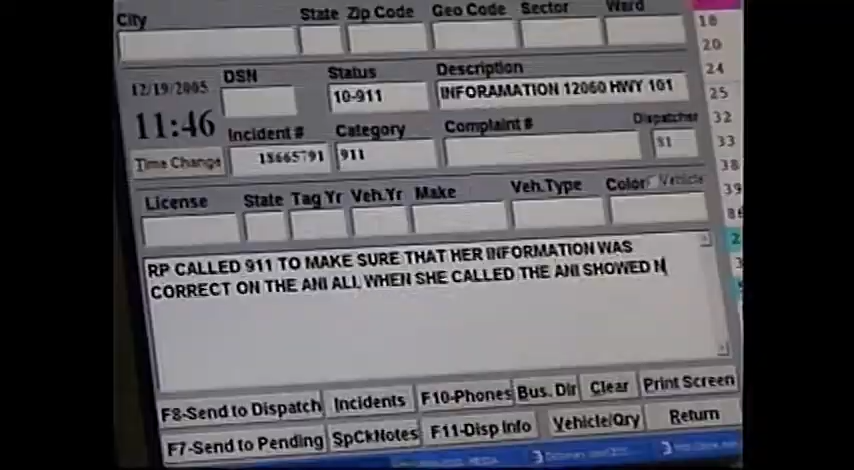 City State Zip Code Geo Code Sector Ward
12/19/2005 DSN Status Description
10-911 INFORAMATION 12060 HWY 101
11:46 Incident # Category Complaint # Dispatcher
Time Change 18665791 911 81
License State Tag Yr Veh.Yr Make Veh.Type Color Vehicle
RP CALLED 911 TO MAKE SURE THAT HER INFORMATION WAS
CORRECT ON THE ANI ALI, WHEN SHE CALLED THE ANI SHOWED N
F8-Send to Dispatch Incidents F10-Phones Bus. Dir Clear Print Screen
F7-Send to Pending SpCkNotes F11-Disp Info Vehicle/Qry Return
18
20
24
25
32
33
38
39
2
3